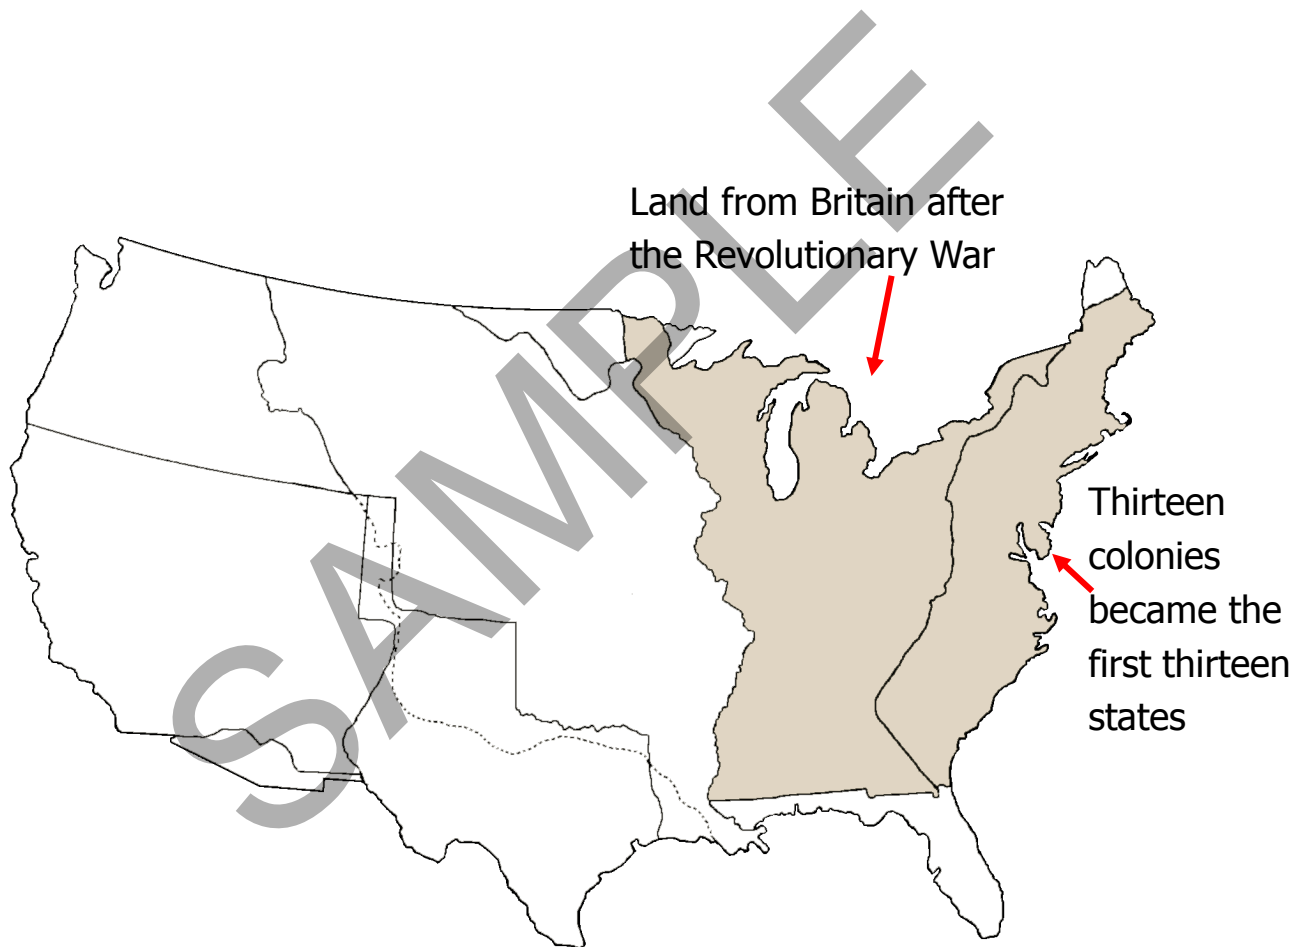 SAMPLE
Land from Britain after
the Revolutionary War
Thirteen
colonies
became the
first thirteen
states